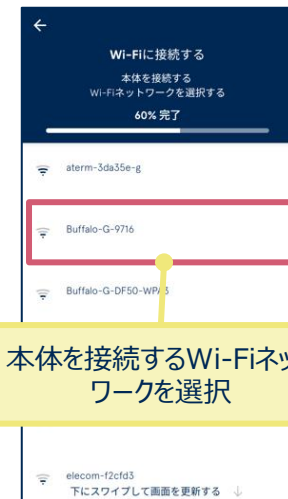 Wi-Fiに接続する
本体を接続する
Wi-Fiネットワークを選択する
60% 完了
aterm-3da35e-g
Buffalo-G-9716
Buffalo-G-DF50-WPA3
本体を接続するWi-Fiネッ
ワークを選択
elecom-f2cfd3
下にスワイプして画面を更新する ↓